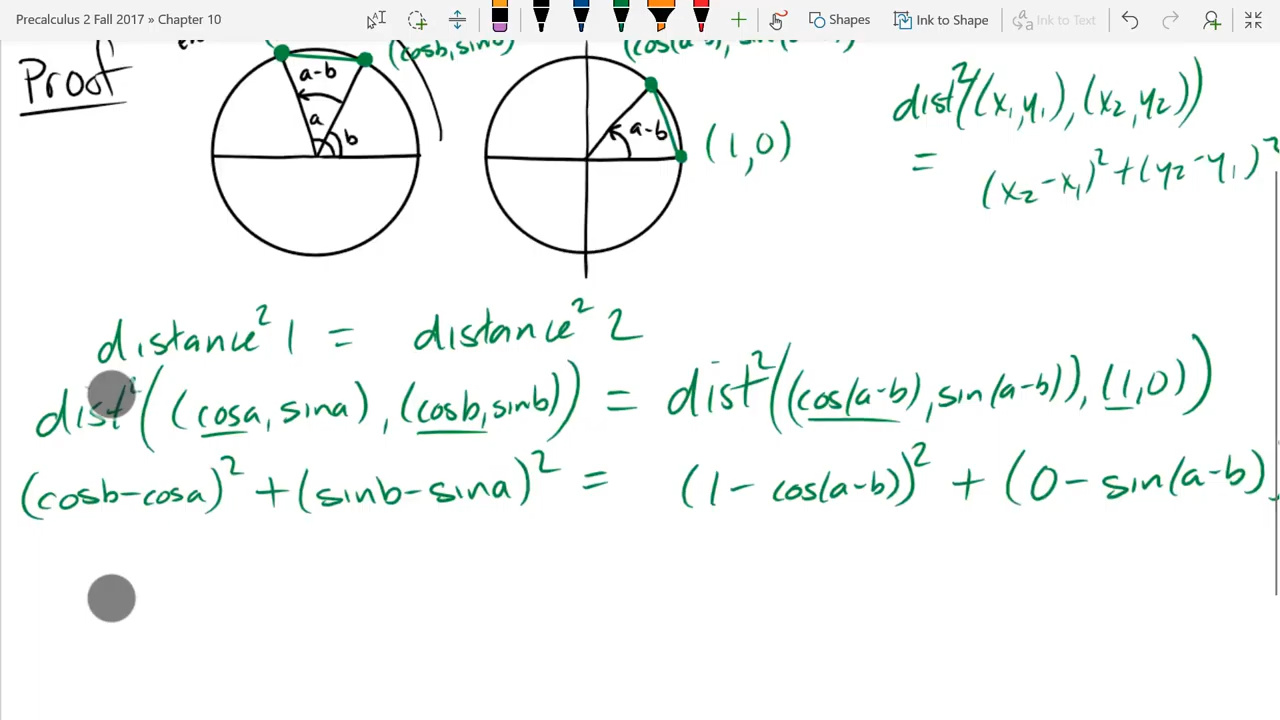 Precalculus 2 Fall 2017 » Chapter 10
Shapes
Ink to Shape
Ink to Text
Proof
(cosb, sinb)
(cos(a-b), sin(a-b))
a-b
a
b
a-b
(1,0)
dist²((x₁,y₁),(x₂,y₂))
= (x₂-x₁)²+(y₂-y₁)²
distance² 1 = distance² 2
dist²((cosa, sina), (cosb, sinb)) = dist²((cos(a-b), sin(a-b)), (1,0))
(cosb-cosa)² + (sinb-sina)² = (1-cos(a-b))² + (0-sin(a-b)